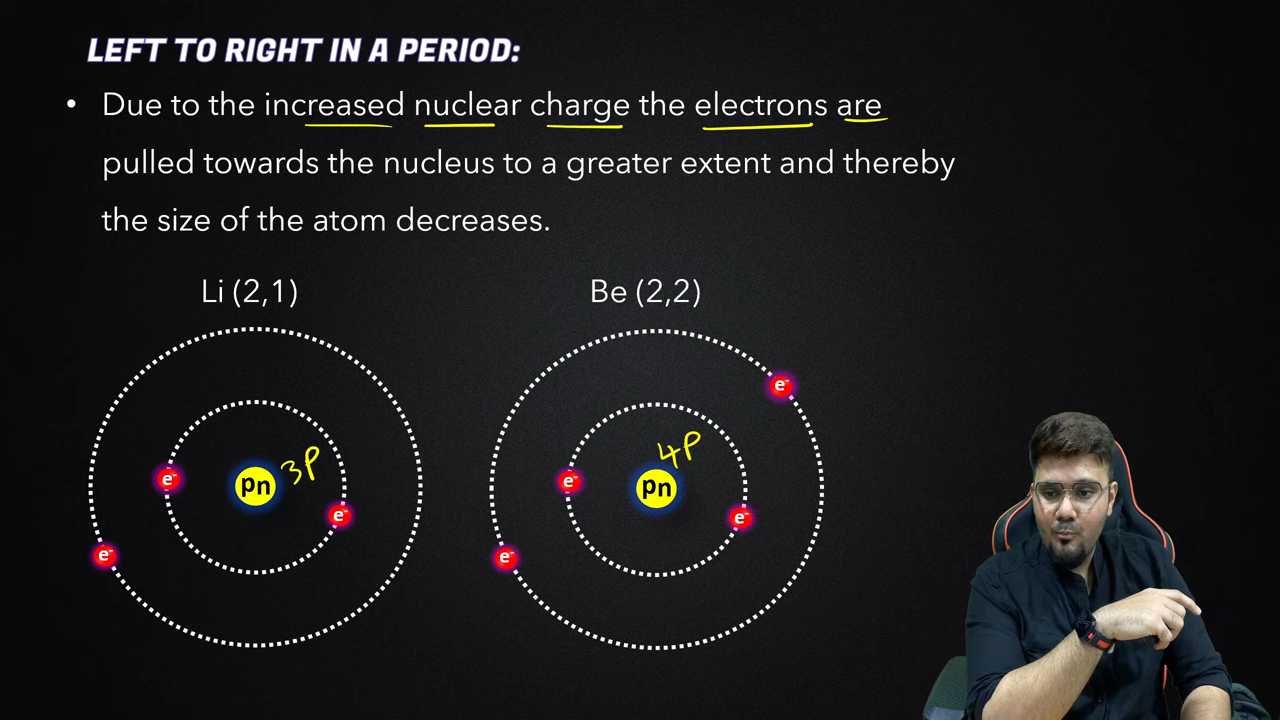 LEFT TO RIGHT IN A PERIOD:
• Due to the increased nuclear charge the electrons are
pulled towards the nucleus to a greater extent and thereby
the size of the atom decreases.
Li (2,1)
Be (2,2)
e⁻
3P
4P
e⁻
pn
e⁻
e⁻
pn
e⁻
e⁻
e⁻